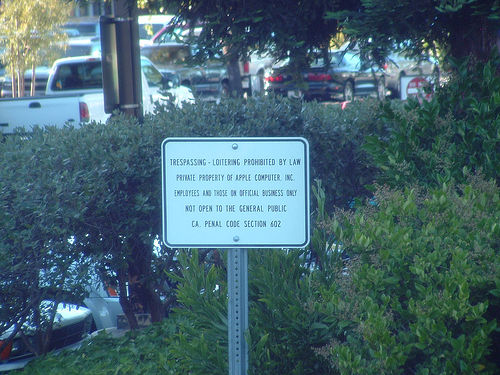 TRESPASSING - LOITERING PROHIBITED BY LAW
PRIVATE PROPERTY OF APPLE COMPUTER, INC.
EMPLOYEES AND THOSE ON OFFICIAL BUSINESS ONLY
NOT OPEN TO THE GENERAL PUBLIC
CA. PENAL CODE SECTION 602